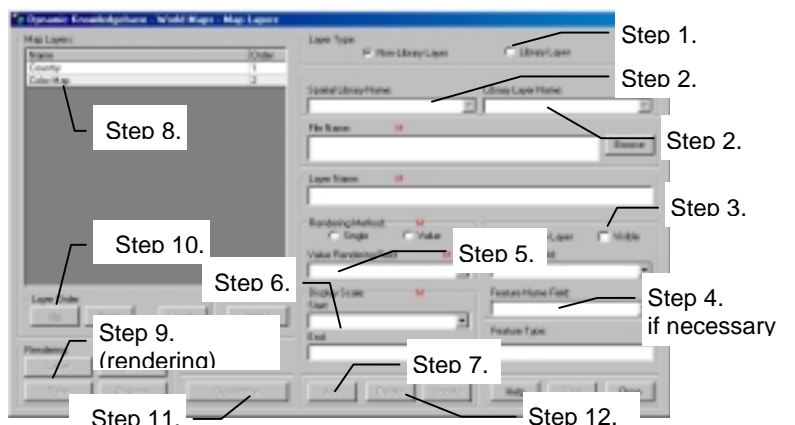 Dynamic Knowledgebase - World Maps - Map Layers
Map Layers:
Name Order
Country 1
Color Map 2
Layer Type:
Non-Library Layer
Library Layer
Step 1.
Spatial Library Name:
Library Layer Name:
Step 2.
Step 2.
Step 8.
File Name: M
Browse
Layer Name: M
Step 3.
Rendering Method: M
Single Value
Layer Visible
Value Rendering Field M
Step 5.
Step 10.
Step 6.
Display Scale: M
Start:
End
Feature Name Field:
Step 4.
if necessary
Feature Type:
Layer Order:
Up
Step 9.
(rendering)
Rendering
Step 7.
Help
Close
Step 11.
Step 12.